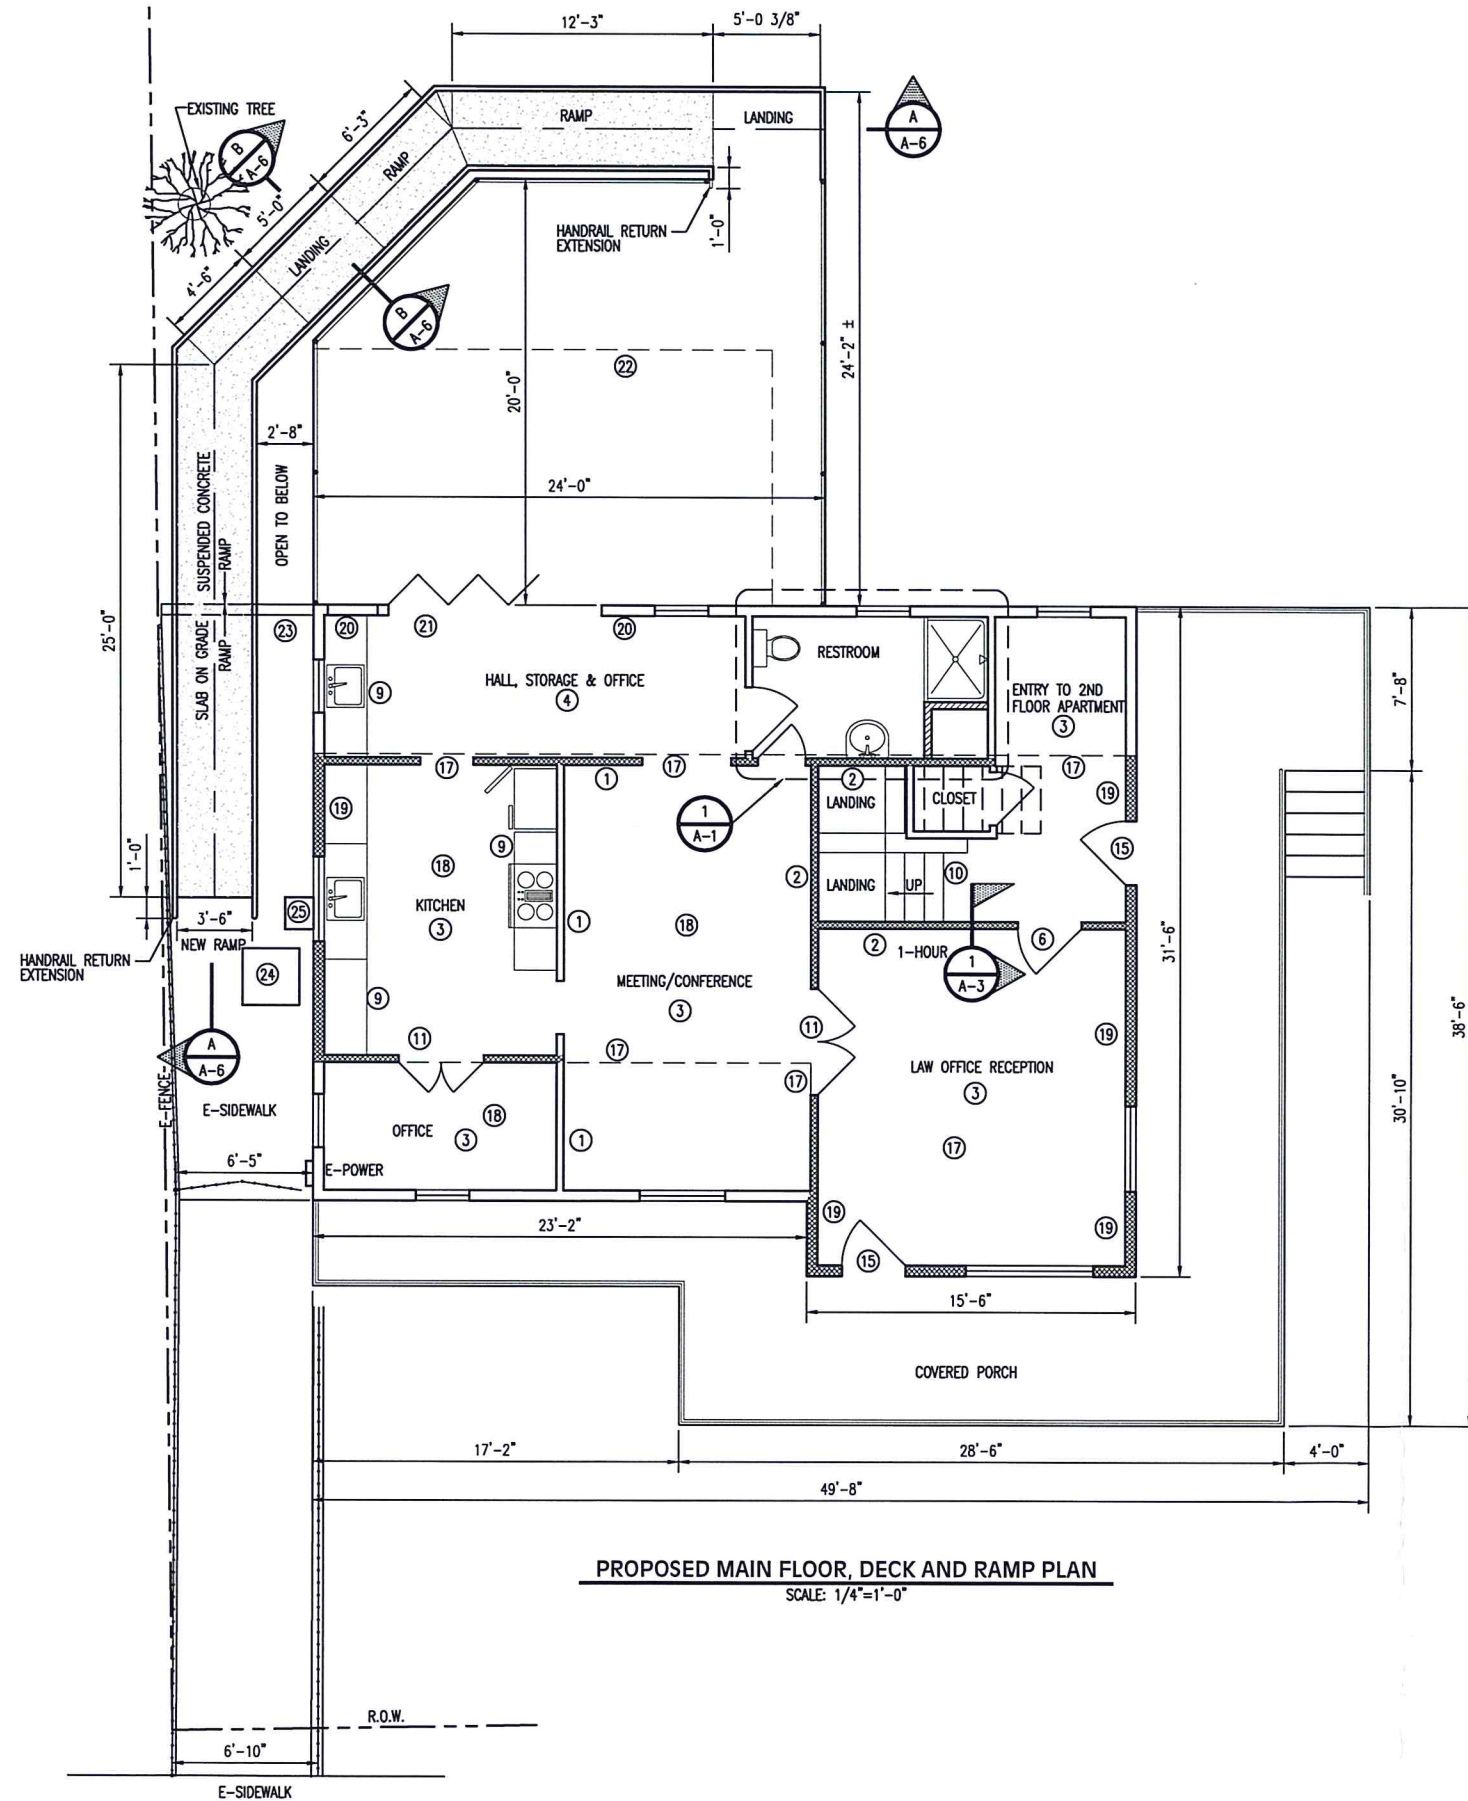 12'-3"
5'-0 3/8"
EXISTING TREE
B
A-6
6'-3"
RAMP
LANDING
A
A-6
RAMP
5'-0"
HANDRAIL RETURN
EXTENSION
1'-0"
LANDING
4'-6"
B
A-6
24'-2" ±
22
20'-0"
2'-8"
24'-0"
SUSPENDED CONCRETE
RAMP
OPEN TO BELOW
25'-0"
SLAB ON GRADE
RAMP
23
20
21
20
RESTROOM
9
HALL, STORAGE & OFFICE
4
ENTRY TO 2ND
FLOOR APARTMENT
3
7'-8"
17
1
17
2
17
19
LANDING
CLOSET
19
1
A-1
15
1'-0"
9
18
2
LANDING
UP
10
KITCHEN
3
25
1
18
3'-6"
NEW RAMP
HANDRAIL RETURN
EXTENSION
24
2
1-HOUR
6
1
A-3
31'-6"
9
MEETING/CONFERENCE
3
38'-6"
11
11
19
A
A-6
17
17
LAW OFFICE RECEPTION
3
E-FENCE
E-SIDEWALK
18
OFFICE
3
1
17
30'-10"
6'-5"
E-POWER
19
19
23'-2"
15
15'-6"
COVERED PORCH
17'-2"
28'-6"
4'-0"
49'-8"
PROPOSED MAIN FLOOR, DECK AND RAMP PLAN
SCALE: 1/4"=1'-0"
R.O.W.
6'-10"
E-SIDEWALK